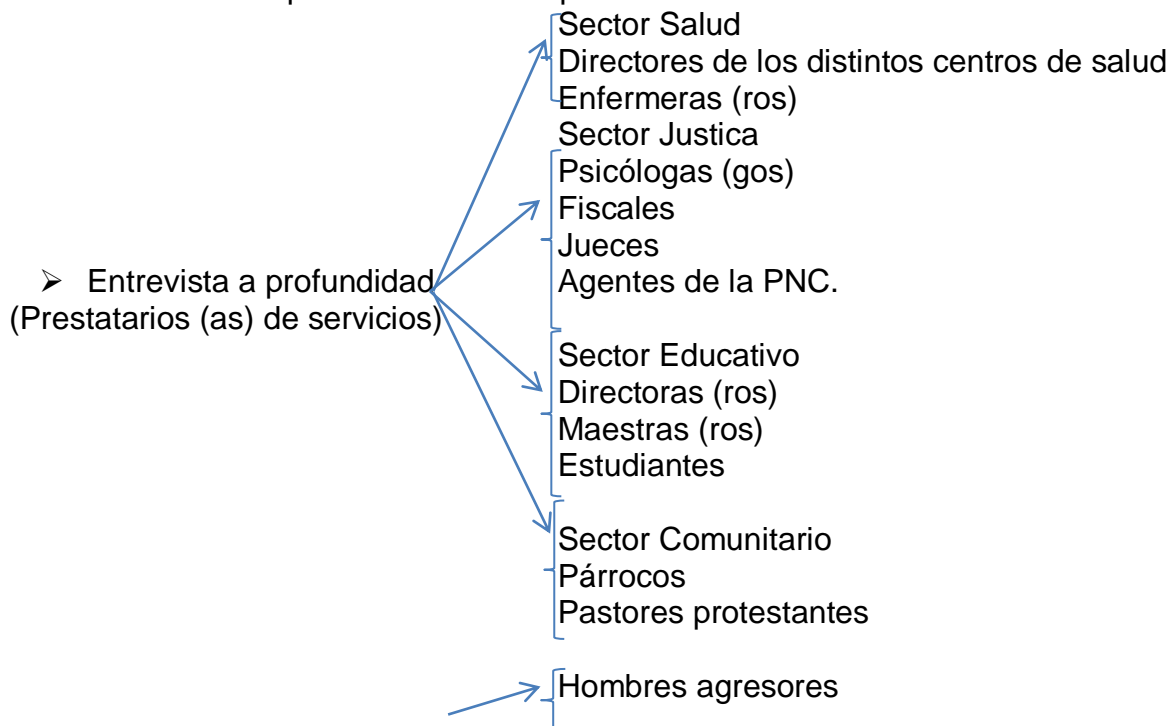 Sector Salud
Directores de los distintos centros de salud
Enfermeras (ros)
Sector Justica
Psicólogas (gos)
Fiscales
Jueces
➢ Entrevista a profundidad
Agentes de la PNC.
(Prestatarios (as) de servicios)
Sector Educativo
Directoras (ros)
Maestras (ros)
Estudiantes
Sector Comunitario
Párrocos
Pastores protestantes
Hombres agresores